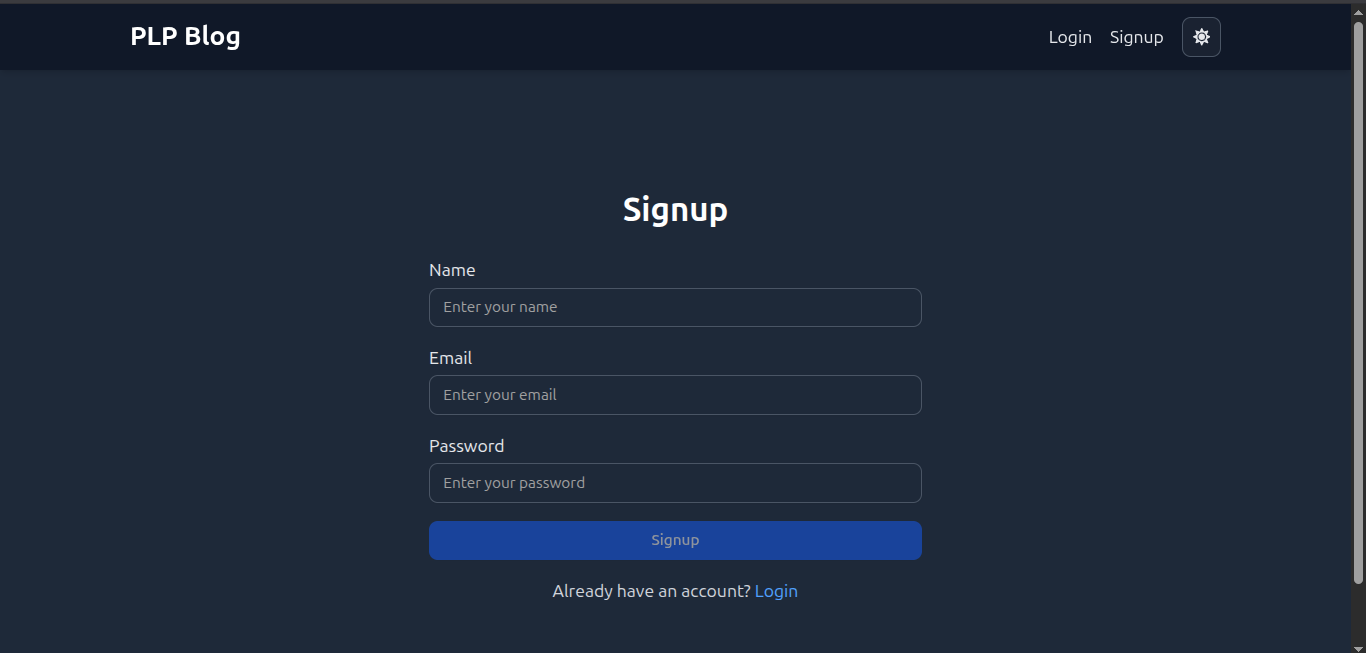 PLP Blog
Login Signup
Signup
Name
Enter your name
Email
Enter your email
Password
Enter your password
Signup
Already have an account? Login